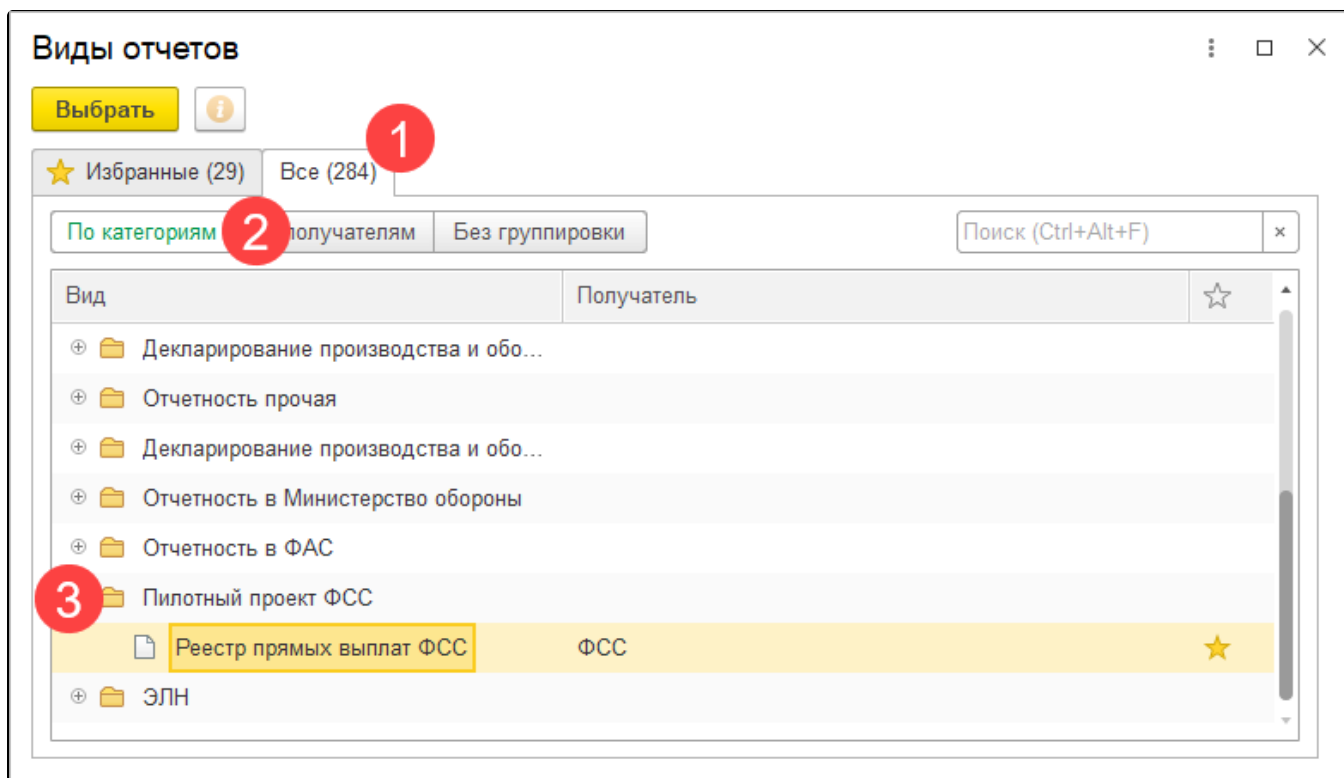 Виды отчетов
Выбрать
1
Избранные (29) Все (284)
По категориям 2 получателям Без группировки Поиск (Ctrl+Alt+F) ×
Вид Получатель
Декларирование производства и обо...
Отчетность прочая
Декларирование производства и обо...
Отчетность в Министерство обороны
Отчетность в ФАС
3 Пилотный проект ФСС
Реестр прямых выплат ФСС ФСС
ЭЛН